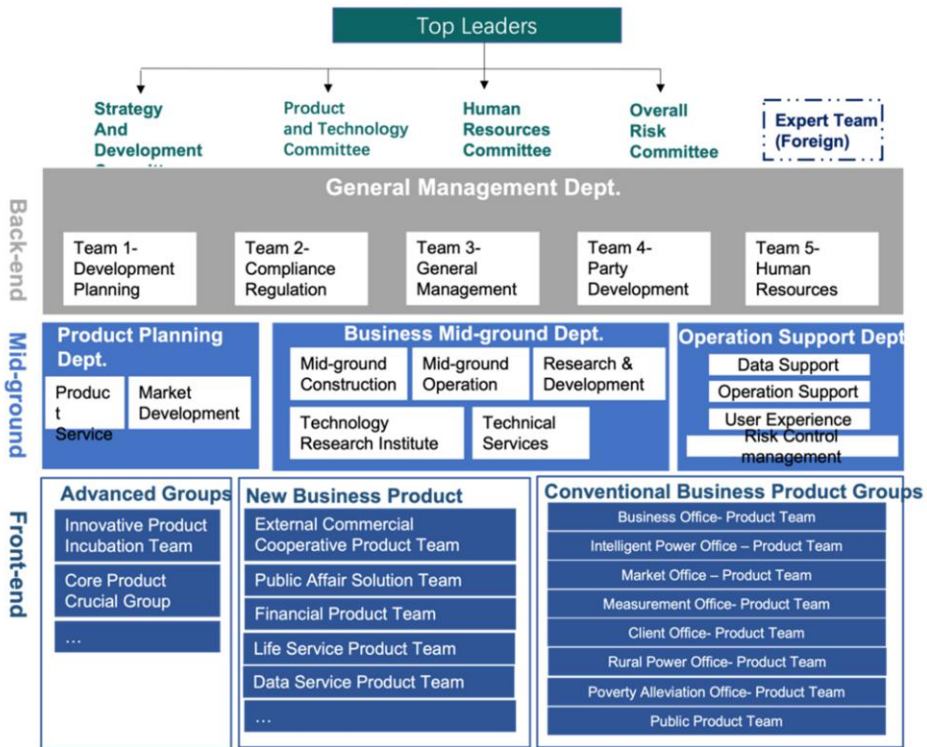 Top Leaders
Strategy
And
Development
Product
and Technology
Committee
Human
Resources
Committee
Overall
Risk
Committee
Expert Team
(Foreign)
Back-end
General Management Dept.
Team 1-
Development
Planning
Team 2-
Compliance
Regulation
Team 3-
General
Management
Team 4-
Party
Development
Team 5-
Human
Resources
Mid-ground
Product Planning
Dept.
Produc
t
Service
Market
Development
Business Mid-ground Dept.
Mid-ground
Construction
Mid-ground
Operation
Research &
Development
Technology
Research Institute
Technical
Services
Operation Support Dept
Data Support
Operation Support
User Experience
Risk Control
management
Front-end
Advanced Groups
Innovative Product
Incubation Team
Core Product
Crucial Group
…
New Business Product
External Commercial
Cooperative Product Team
Public Affair Solution Team
Financial Product Team
Life Service Product Team
Data Service Product Team
…
Conventional Business Product Groups
Business Office- Product Team
Intelligent Power Office – Product Team
Market Office – Product Team
Measurement Office- Product Team
Client Office- Product Team
Rural Power Office- Product Team
Poverty Alleviation Office- Product Team
Public Product Team